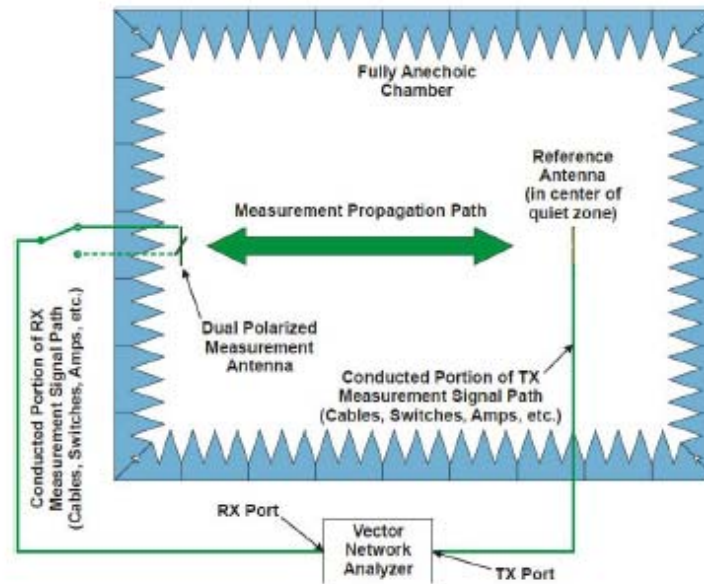 Fully Anechoic
Chamber
Reference
Antenna
(in center of
quiet zone)
Measurement Propagation Path
Dual Polarized
Measurement
Antenna
Conducted Portion of TX
Measurement Signal Path
(Cables, Switches, Amps, etc.)
Conducted Portion of RX
Measurement Signal Path
(Cables, Switches, Amps, etc.)
RX Port
Vector
Network
Analyzer
TX Port